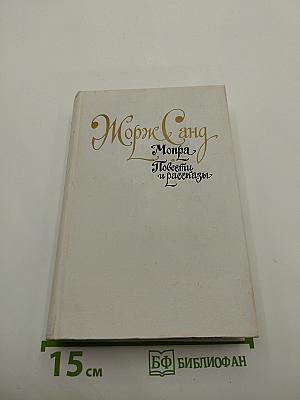 Жорж Санд
Мопра
Повести
и рассказы
15 см
БФ БИБЛИОФАН